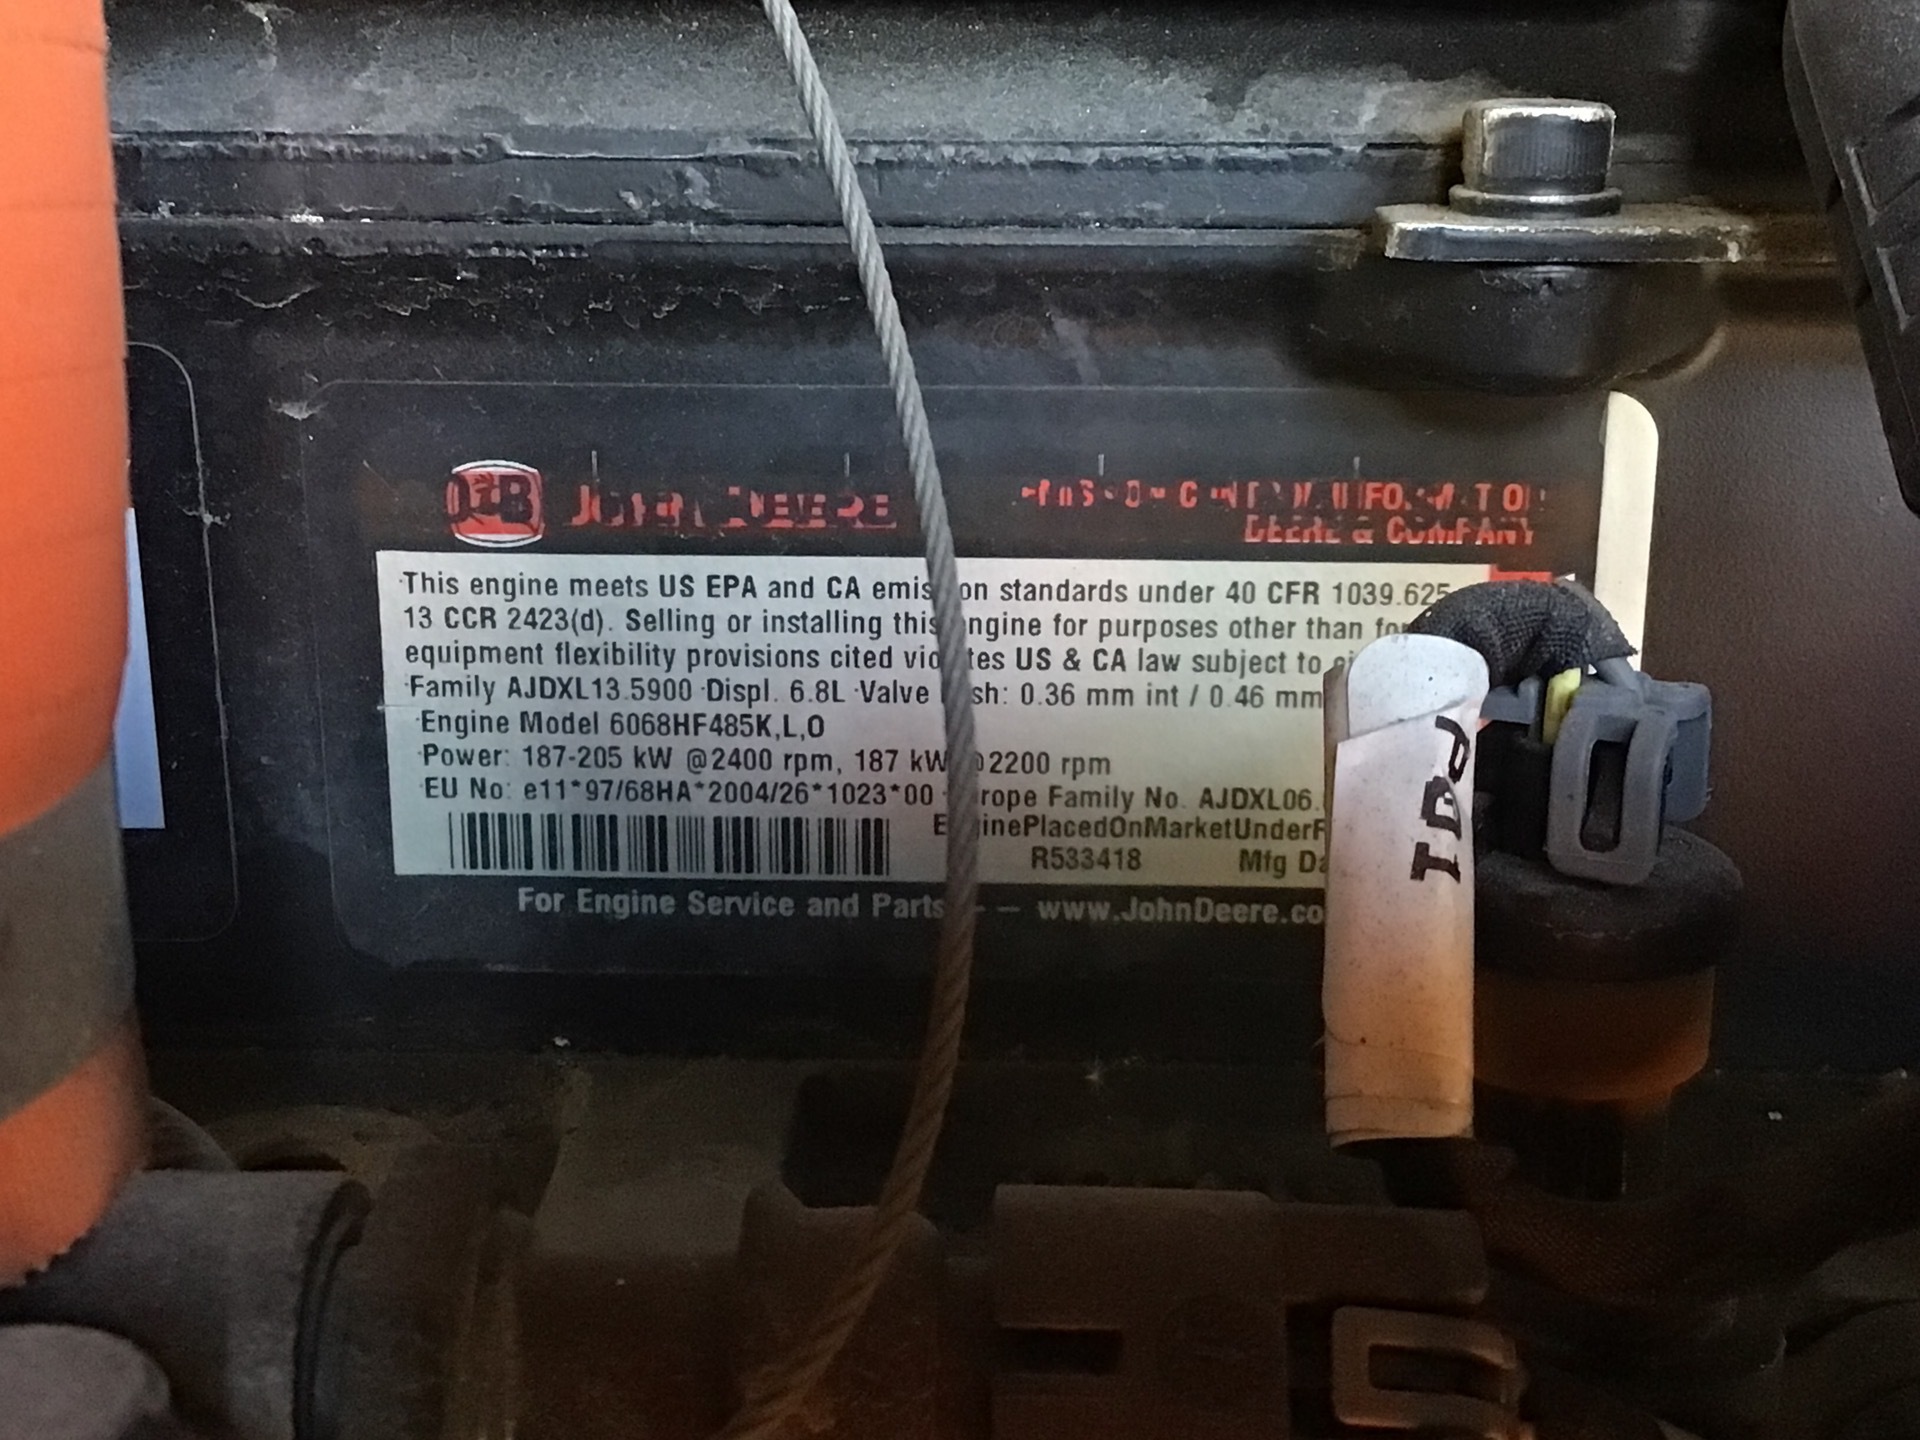 JOHN DEERE
DEERE & COMPANY
This engine meets US EPA and CA emis on standards under 40 CFR 1039.625
13 CCR 2423(d). Selling or installing this ngine for purposes other than
equipment flexibility provisions cited vio tes US & CA law subject to
·Family AJDXL13.5900 ·Displ. 6.8L ·Valve sh: 0.36 mm int / 0.46 mm
·Engine Model 6068HF485K,L,O
·Power: 187-205 kW @2400 rpm, 187 kW @2200 rpm
·EU No: e11*97/68HA*2004/26*1023*00 rope Family No. AJDXL06.
E ginePlacedOnMarketUnderF
R533418 Mfg Da
For Engine Service and Parts - — www.JohnDeere.co